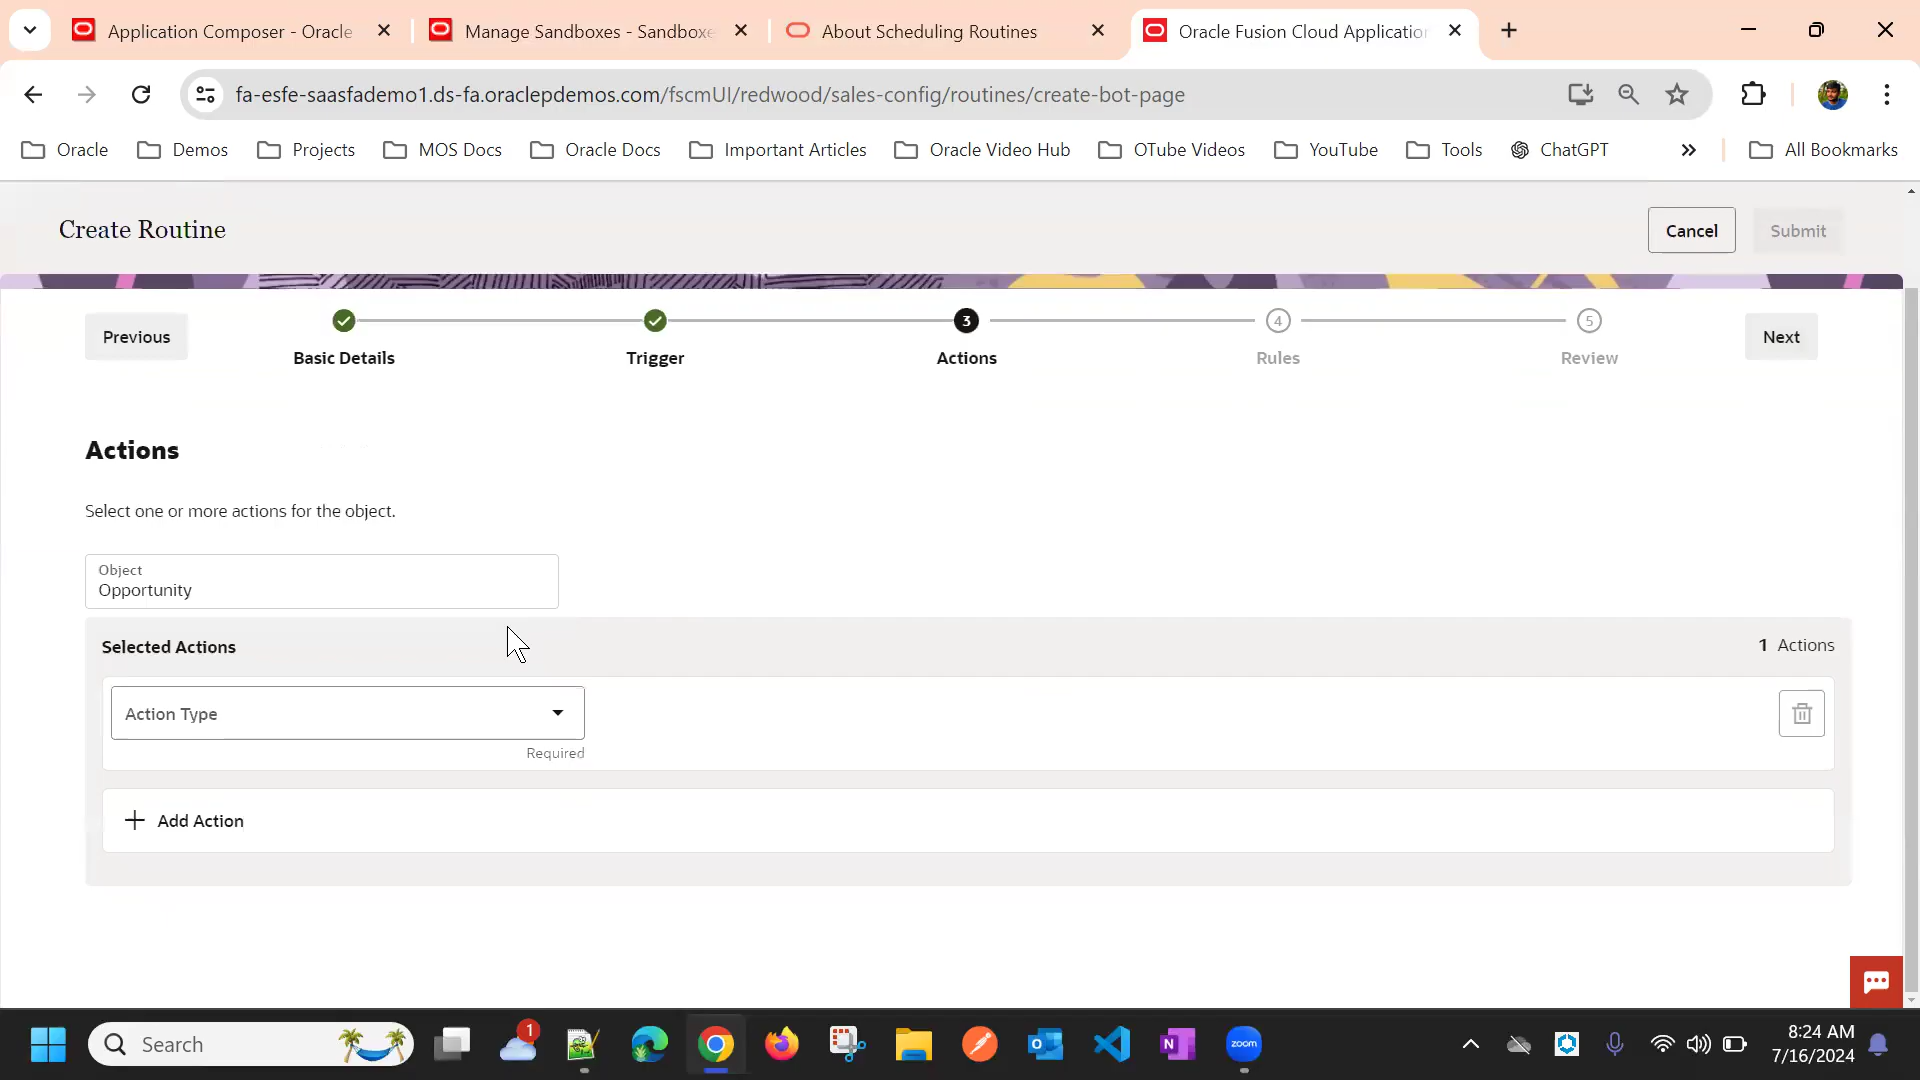 Application Composer - Oracle
Manage Sandboxes - Sandboxe
About Scheduling Routines
Oracle Fusion Cloud Applicatio
fa-esfe-saasfademo1.ds-fa.oraclepdemos.com/fscmUI/redwood/sales-config/routines/create-bot-page
Oracle
Demos
Projects
MOS Docs
Oracle Docs
Important Articles
Oracle Video Hub
OTube Videos
YouTube
Tools
ChatGPT
All Bookmarks
Create Routine
Cancel
Submit
Previous
3
4
5
Basic Details
Trigger
Actions
Rules
Review
Next
Actions
Select one or more actions for the object.
Object
Opportunity
Selected Actions
1 Actions
Action Type
Required
Add Action
Search
1
zoom
8:24 AM
7/16/2024